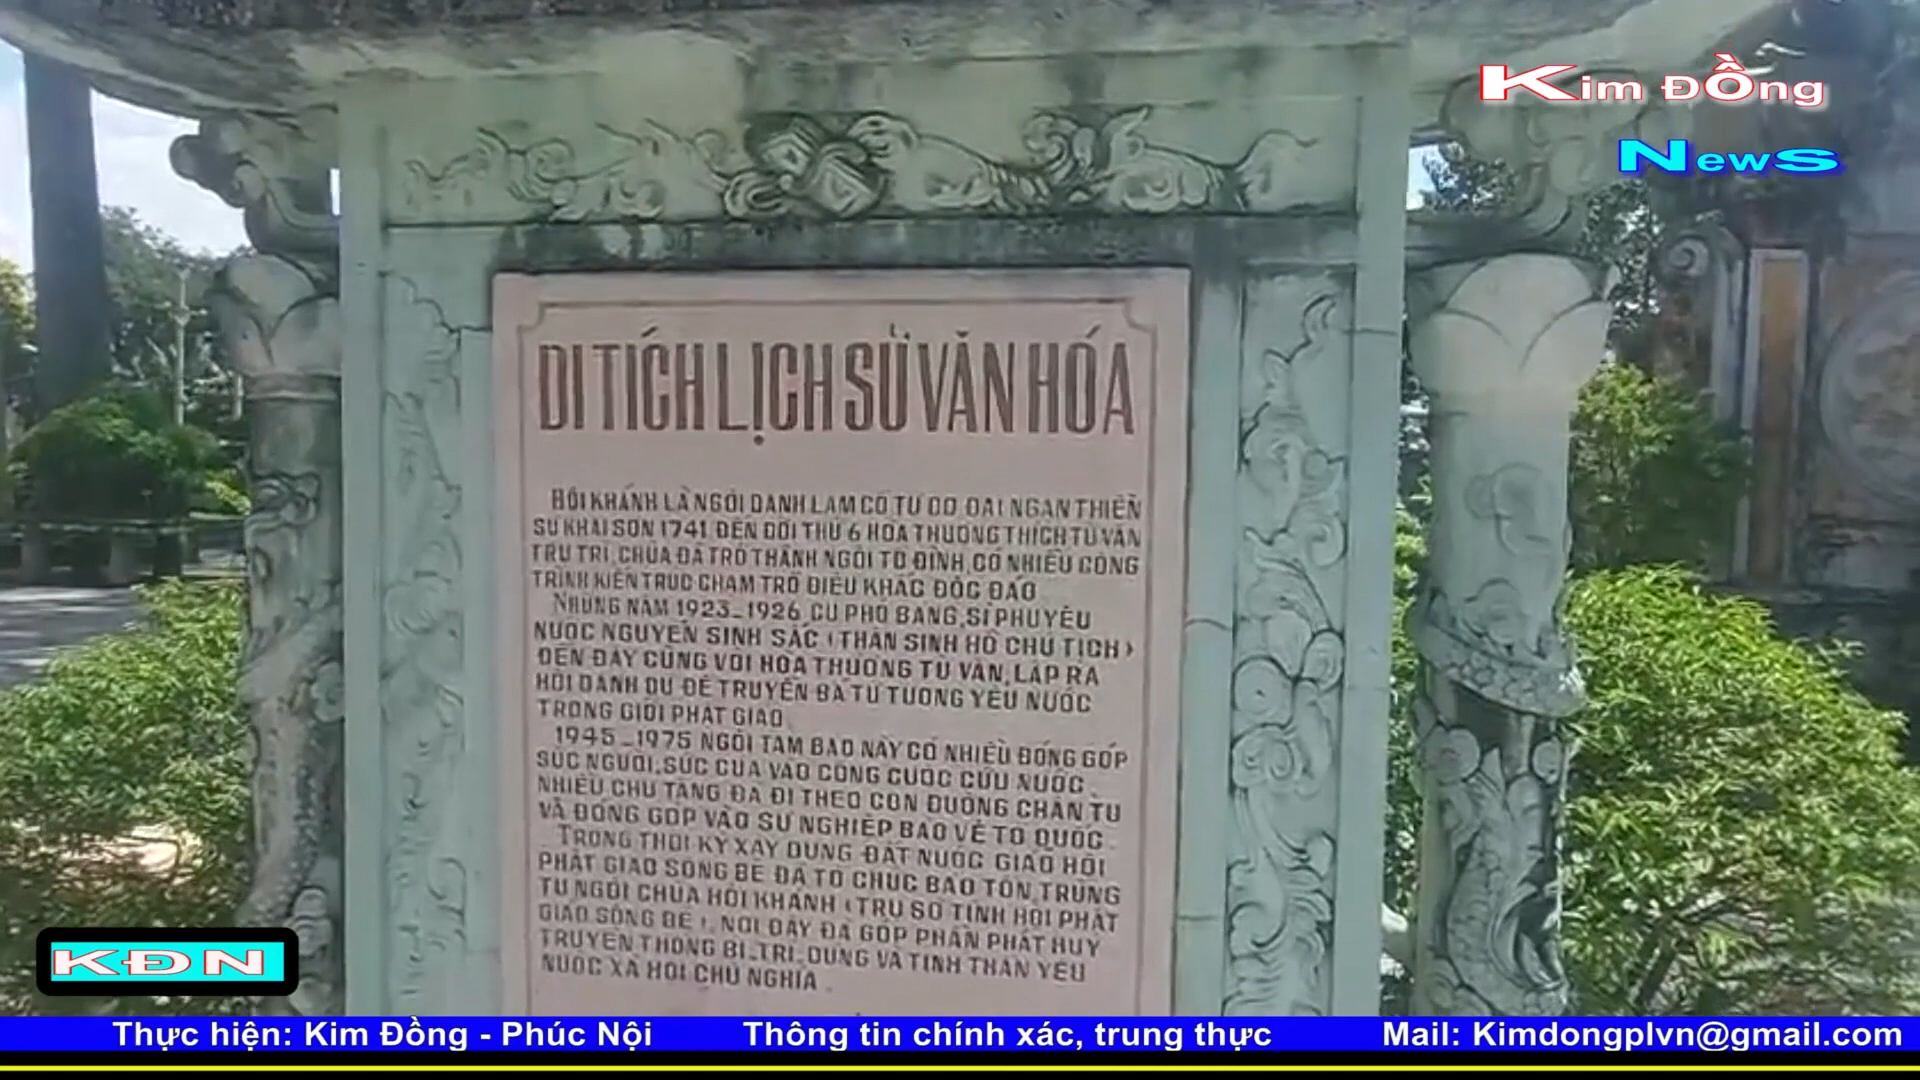 Kim Đồng
News
DI TÍCH LỊCH SỬ VĂN HÓA
HỘI KHÁNH LÀ NGÔI DANH LAM CỔ TỰ DO ĐẠI NGẠN THIỀN
SƯ KHAI SƠN 1741. ĐẾN ĐỜI THỨ 6 HÒA THƯỢNG THÍCH TỪ VĂN
TRỤ TRÌ, CHÙA ĐÃ TRỞ THÀNH NGÔI TỔ ĐÌNH, CÓ NHIỀU CÔNG
TRÌNH KIẾN TRÚC CHẠM TRỔ ĐIÊU KHẮC ĐỘC ĐÁO
NHỮNG NĂM 1923-1926, CỤ PHÓ BẢNG, SĨ PHU YÊU
NƯỚC NGUYỄN SINH SẮC (THÂN SINH HỒ CHỦ TỊCH)
ĐẾN ĐÂY CÙNG VỚI HÒA THƯỢNG TỪ VĂN, LẬP RA
HỘI DANH DỰ ĐỂ TRUYỀN BÁ TƯ TƯỞNG YÊU NƯỚC
TRONG GIỚI PHẬT GIÁO.
1945-1975 NGÔI TAM BẢO NÀY CÓ NHIỀU ĐÓNG GÓP
SỨC NGƯỜI, SỨC CỦA VÀO CÔNG CUỘC CỨU NƯỚC.
NHIỀU CHƯ TĂNG ĐÃ ĐI THEO CON ĐƯỜNG CHÂN TU
VÀ ĐÓNG GÓP VÀO SỰ NGHIỆP BẢO VỆ TỔ QUỐC.
TRONG THỜI KỲ XÂY DỰNG ĐẤT NƯỚC GIÁO HỘI
PHẬT GIÁO SÔNG BÉ ĐÃ TỔ CHỨC BẢO TỒN, TRÙNG
TU NGÔI CHÙA HỘI KHÁNH (TRỤ SỞ TỈNH HỘI PHẬT
GIÁO SÔNG BÉ). NƠI ĐÂY ĐÃ GÓP PHẦN PHÁT HUY
TRUYỀN THỐNG BI, TRÍ, DŨNG VÀ TINH THẦN YÊU
NƯỚC XÃ HỘI CHỦ NGHĨA.
KĐN
Thực hiện: Kim Đồng - Phúc Nội Thông tin chính xác, trung thực Mail: Kimdongplvn@gmail.com